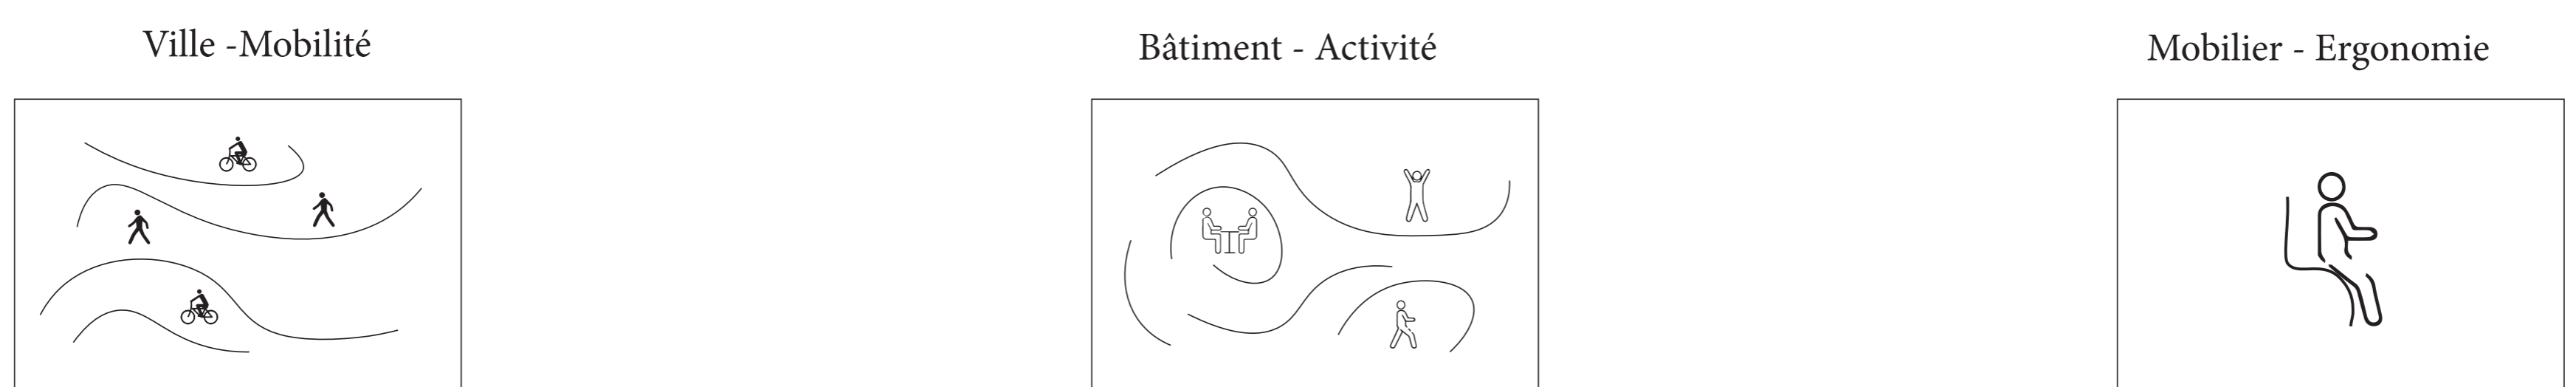 Ville -Mobilité
Bâtiment - Activité
Mobilier - Ergonomie